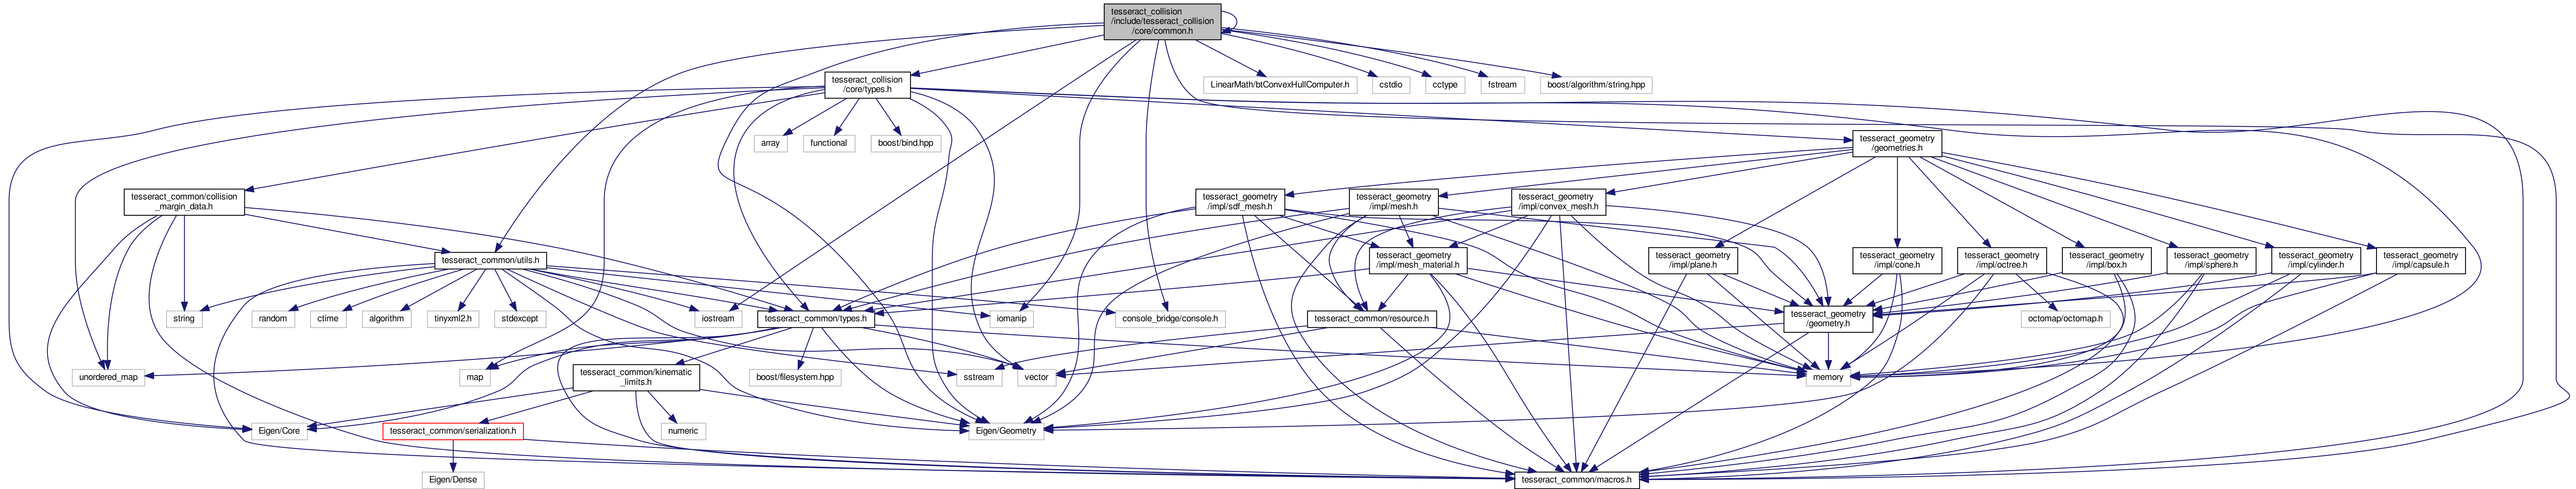 tesseract_collision
/include/tesseract_collision
/core/common.h
tesseract_collision
/core/types.h
LinearMath/btConvexHullComputer.h
cstdio
cctype
fstream
boost/algorithm/string.hpp
array
functional
boost/bind.hpp
tesseract_geometry
/geometries.h
tesseract_common/collision
_margin_data.h
tesseract_geometry
/impl/sdf_mesh.h
tesseract_geometry
/impl/mesh.h
tesseract_geometry
/impl/convex_mesh.h
tesseract_common/utils.h
tesseract_geometry
/impl/mesh_material.h
tesseract_geometry
/impl/plane.h
tesseract_geometry
/impl/cone.h
tesseract_geometry
/impl/octree.h
tesseract_geometry
/impl/box.h
tesseract_geometry
/impl/sphere.h
tesseract_geometry
/impl/cylinder.h
tesseract_geometry
/impl/capsule.h
string
random
ctime
algorithm
tinyxml2.h
stdexcept
iostream
tesseract_common/types.h
iomanip
console_bridge/console.h
tesseract_common/resource.h
tesseract_geometry
/geometry.h
octomap/octomap.h
unordered_map
map
tesseract_common/kinematic
_limits.h
boost/filesystem.hpp
sstream
vector
memory
Eigen/Core
tesseract_common/serialization.h
numeric
Eigen/Geometry
Eigen/Dense
tesseract_common/macros.h